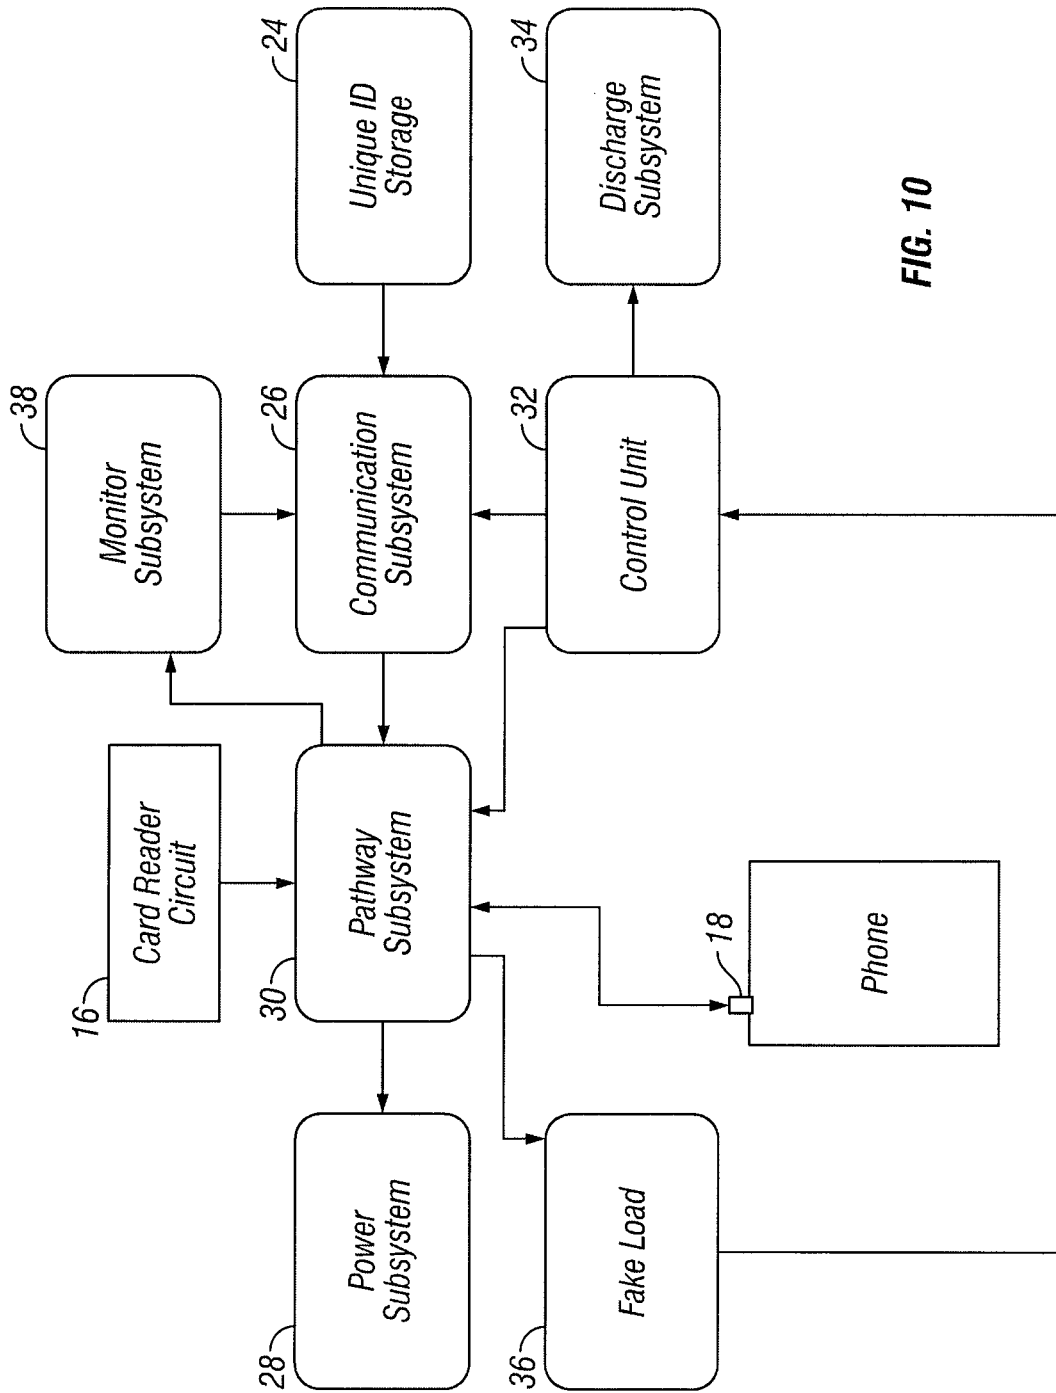 16
Card Reader
Circuit
38
Monitor
Subsystem
28
Power
Subsystem
30
Pathway
Subsystem
26
Communication
Subsystem
24
Unique ID
Storage
36
Fake Load
18
Phone
32
Control Unit
34
Discharge
Subsystem
FIG. 10